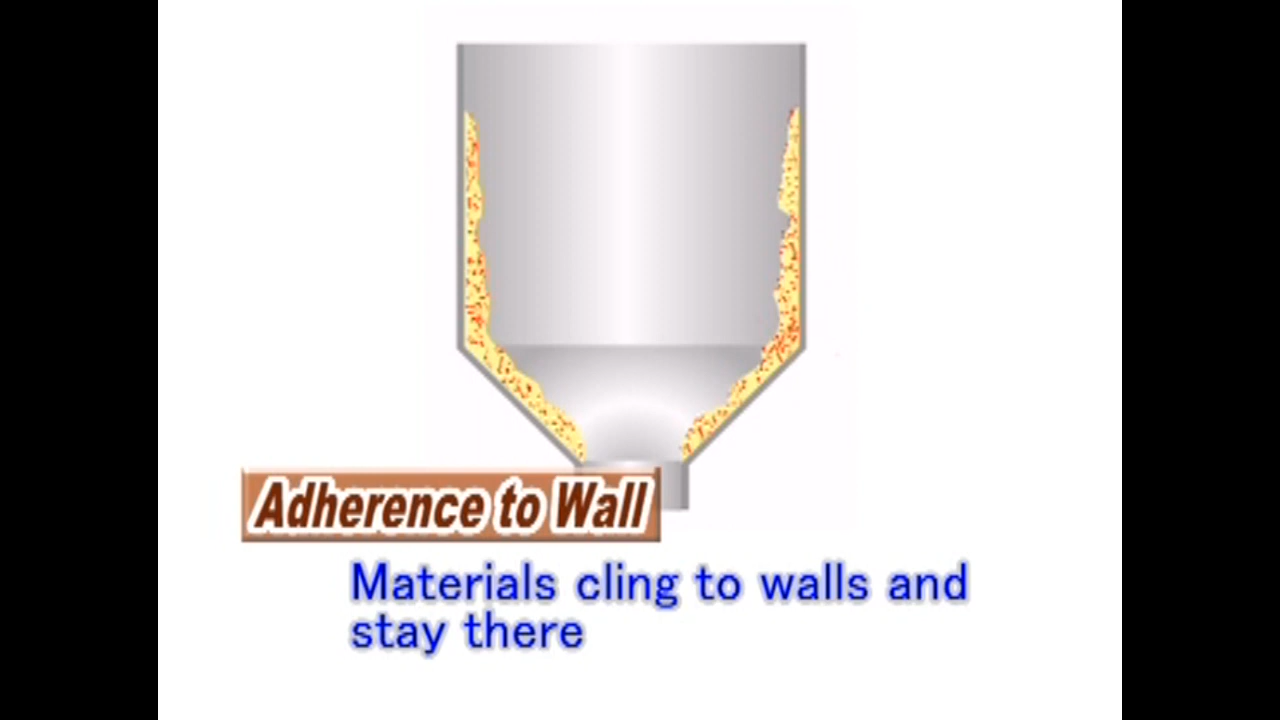 Adherence to Wall
Materials cling to walls and
stay there